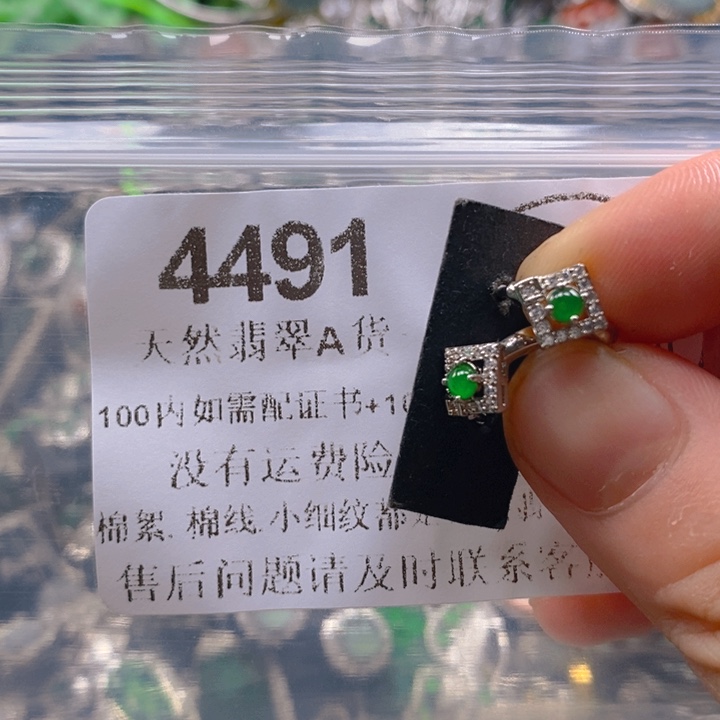 4491
天然翡翠A货
100内如需配证书+1
没有运费险
棉絮.棉线.小细纹都
售后问题请及时联系客